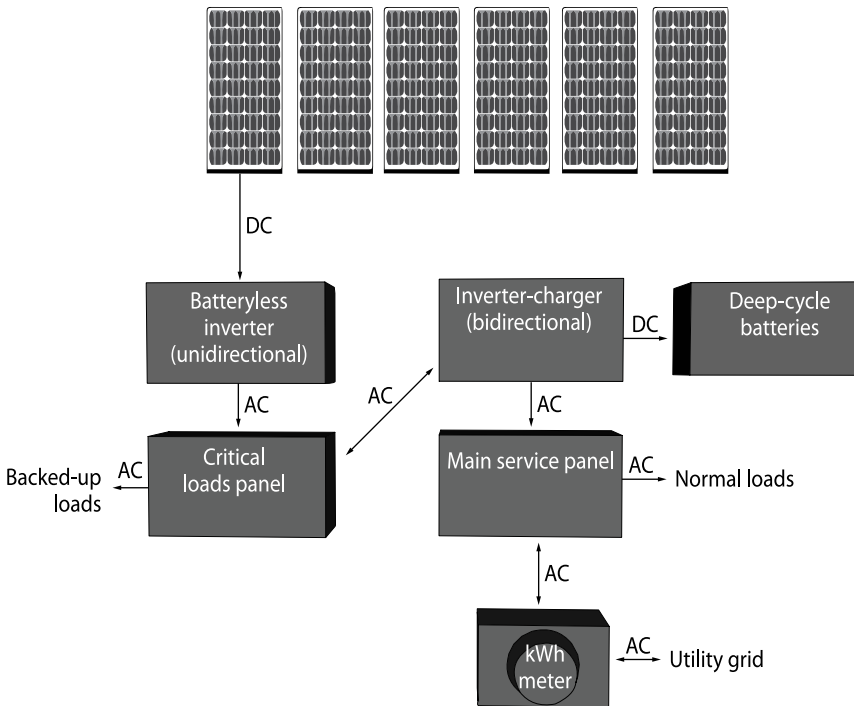 DC
Batteryless
inverter
(unidirectional)
Inverter-charger
(bidirectional)
DC
Deep-cycle
batteries
AC
AC
AC
Critical
loads panel
AC
Backed-up
loads
Main service panel
AC
Normal loads
AC
kWh
meter
AC
Utility grid